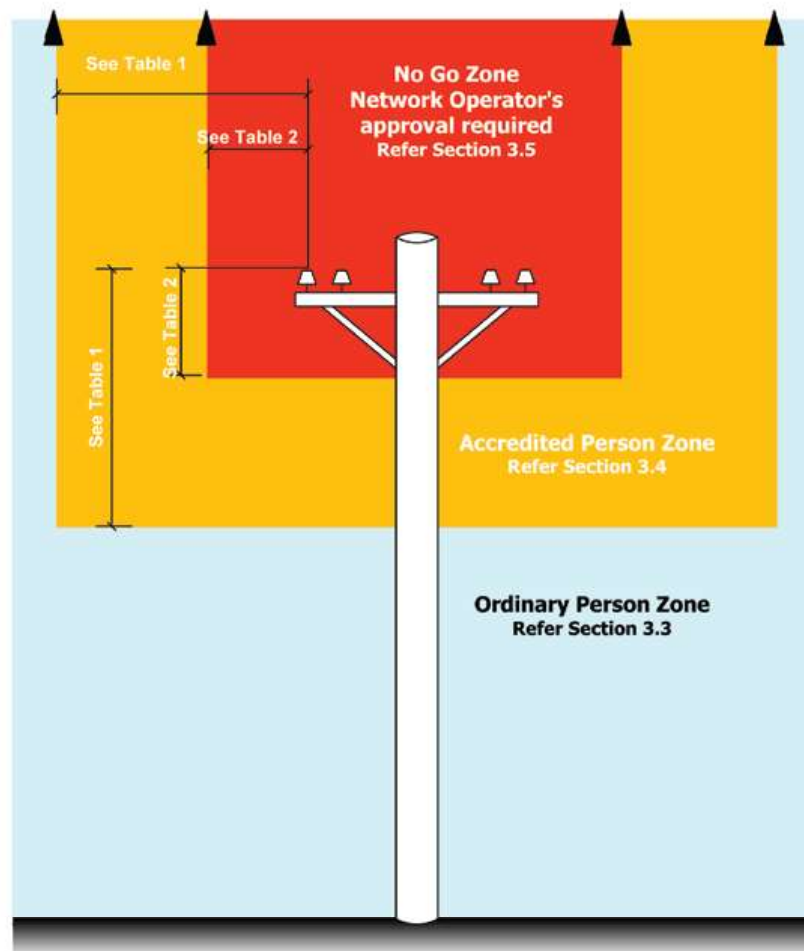 See Table 1
No Go Zone
Network Operator's
approval required
Refer Section 3.5
See Table 2
See Table 2
See Table 1
Accredited Person Zone
Refer Section 3.4
Ordinary Person Zone
Refer Section 3.3